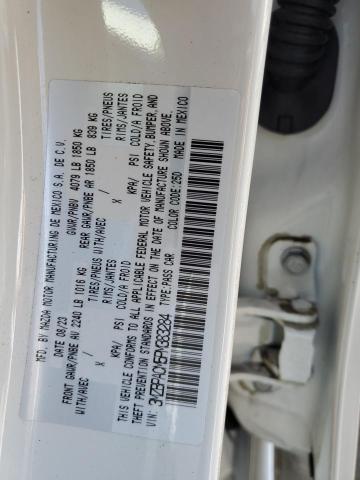 MFD. BY MAZDA MOTOR MANUFACTURING DE MEXICO S.A. DE C.V.
DATE 08/23 GVWR/PNBV 4079 LB 1850 KG
FRONT GAWR/PNBE AV 2240 LB 1016 KG REAR GAWR/PNBE AR 1850 LB 839 KG
WITH/AVEC X TIRES/PNEUS WITH/AVEC X TIRES/PNEUS
X RIMS/JANTES X RIMS/JANTES
KPA/ PSI COLD/A FROID KPA/ PSI COLD/A FROID
THIS VEHICLE CONFORMS TO ALL APPLICABLE FEDERAL MOTOR VEHICLE SAFETY, BUMPER, AND
THEFT PREVENTION STANDARDS IN EFFECT ON THE DATE OF MANUFACTURE SHOWN ABOVE.
VIN: TYPE: PASS CAR COLOR CODE: 25D MADE IN MEXICO